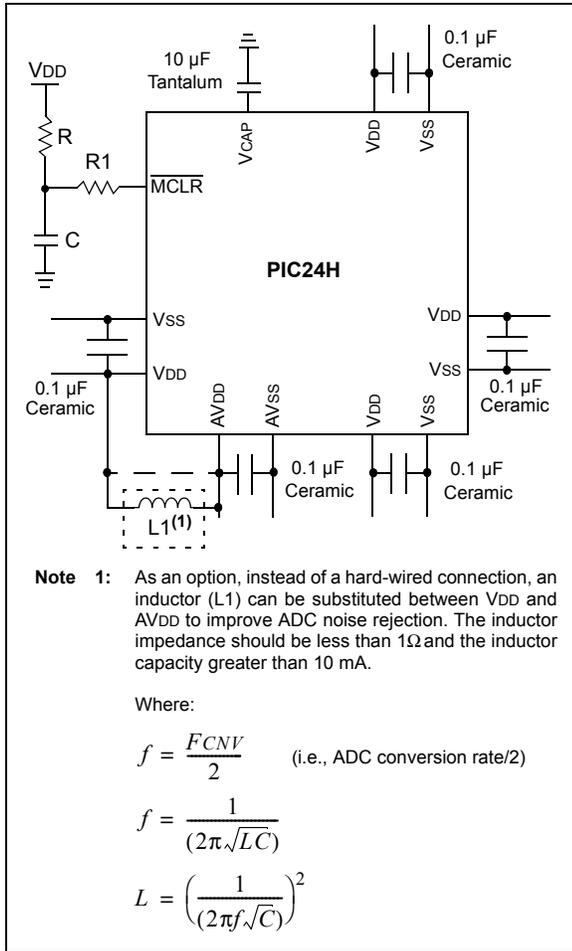 10 µF
Tantalum
0.1 µF
Ceramic
VDD
R
R1
C
VCAP
VDD
VSS
MCLR
PIC24H
VSS
VDD
VDD
VSS
0.1 µF
Ceramic
0.1 µF
Ceramic
AVDD
AVSS
VDD
VSS
0.1 µF
Ceramic
0.1 µF
Ceramic
L1(1)
Note 1: As an option, instead of a hard-wired connection, an
inductor (L1) can be substituted between VDD and
AVDD to improve ADC noise rejection. The inductor
impedance should be less than 1Ω and the inductor
capacity greater than 10 mA.
Where:
f = FCNV / 2 (i.e., ADC conversion rate/2)
f = 1 / (2π√LC)
L = (1 / (2πf√C))²